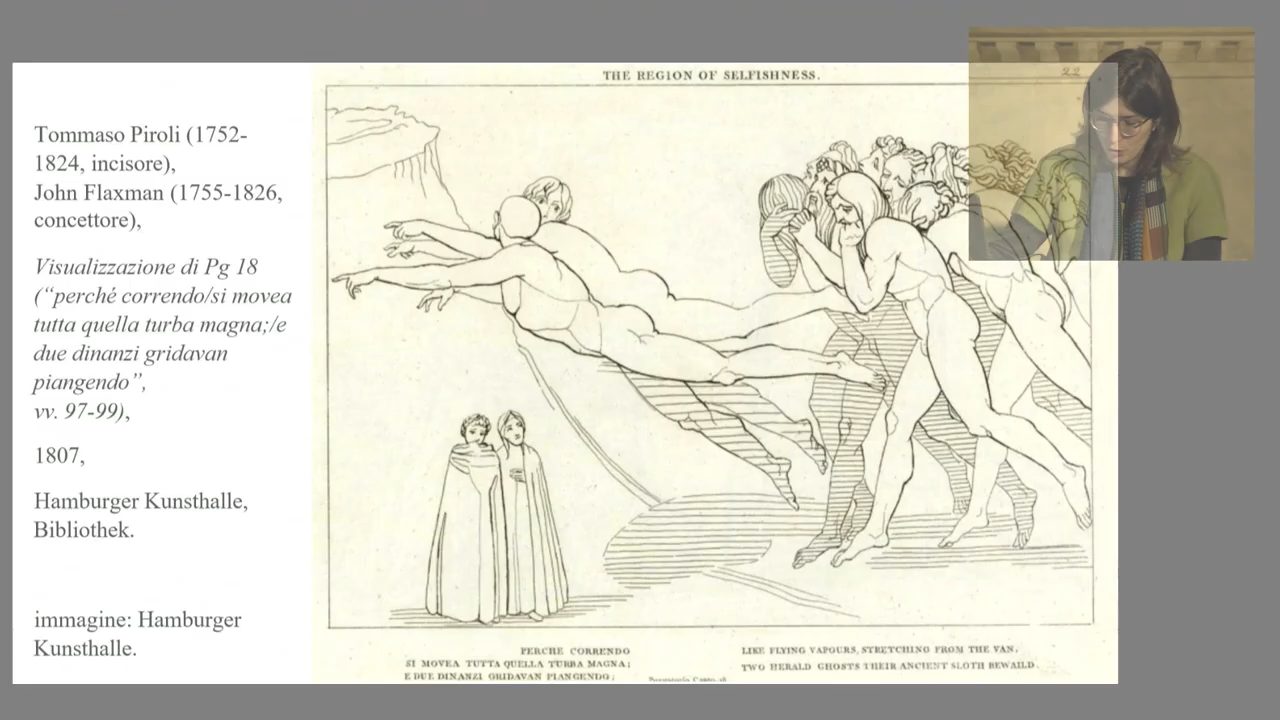 Tommaso Piroli (1752-
1824, incisore),
John Flaxman (1755-1826,
concettore),
Visualizzazione di Pg 18
(“perché correndo/si movea
tutta quella turba magna;/e
due dinanzi gridavan
piangendo”,
vv. 97-99),
1807,
Hamburger Kunsthalle,
Bibliothek.
immagine: Hamburger
Kunsthalle.
THE REGION OF SELFISHNESS.
22
PERCHE CORRENDO
SI MOVEA TUTTA QUELLA TURBA MAGNA;
E DUE DINANZI GRIDAVAN PIANGENDO;
LIKE FLYING VAPOURS, STRETCHING FROM THE VAN,
TWO HERALD GHOSTS THEIR ANCIENT SLOTH BEWAILD.